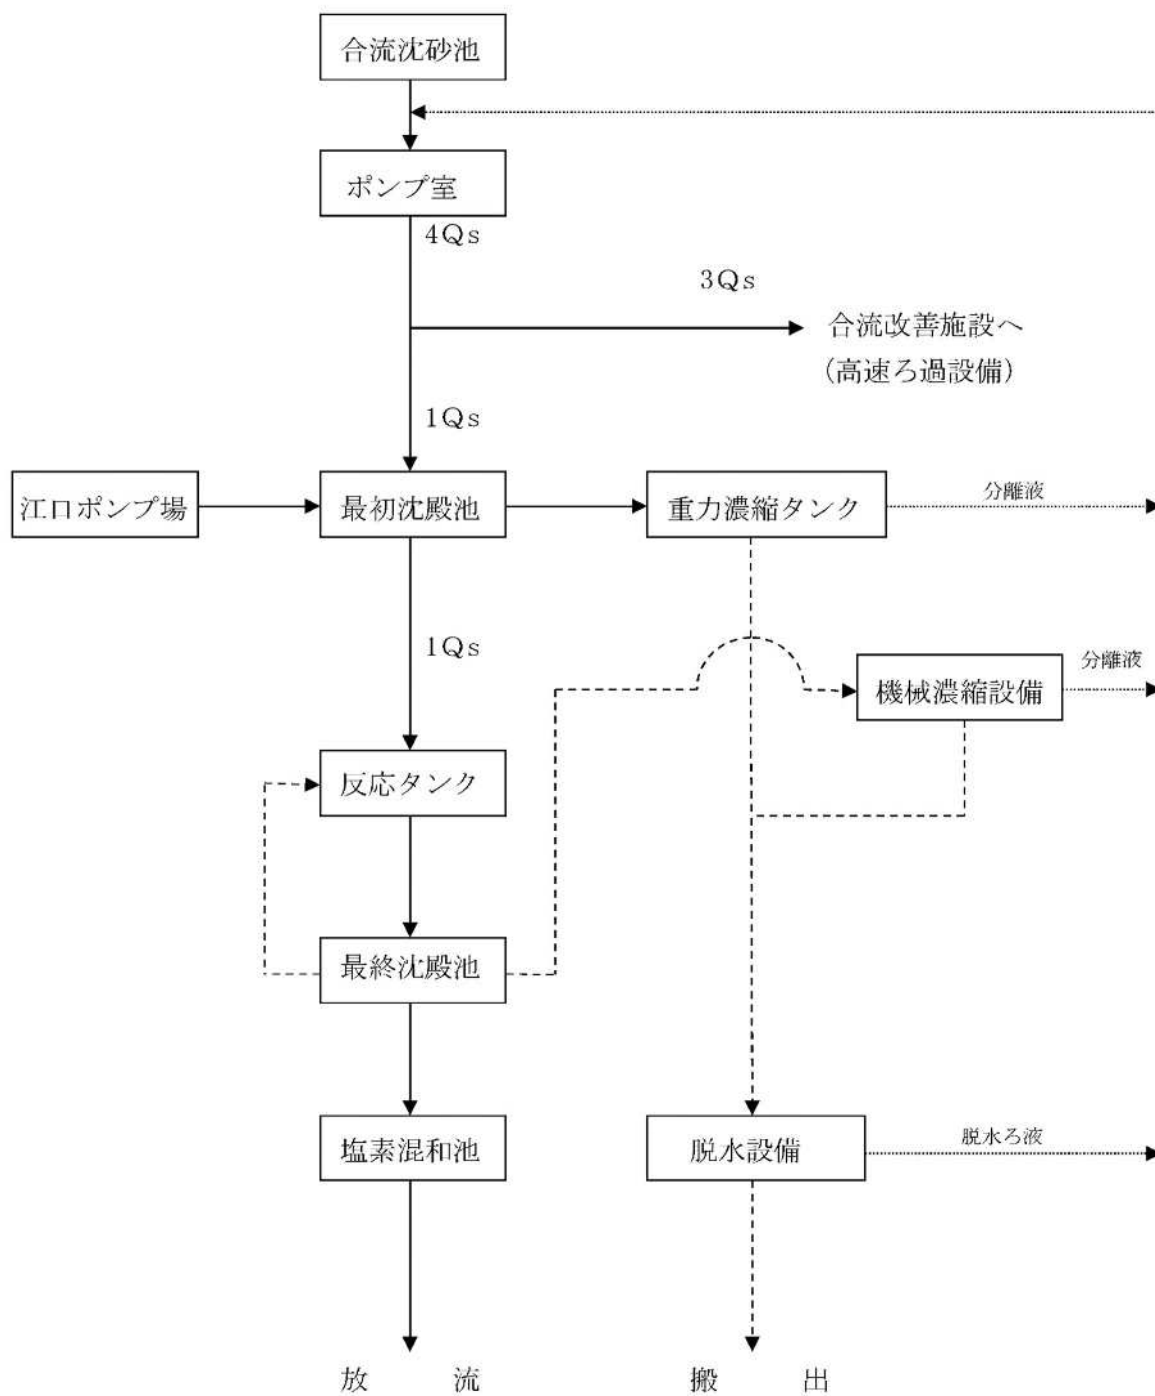 合流沈砂池
ポンプ室
4Qs
3Qs
合流改善施設へ
(高速ろ過設備)
1Qs
江口ポンプ場
最初沈殿池
重力濃縮タンク
分離液
1Qs
機械濃縮設備
分離液
反応タンク
最終沈殿池
塩素混和池
脱水設備
脱水ろ液
放 流
搬 出